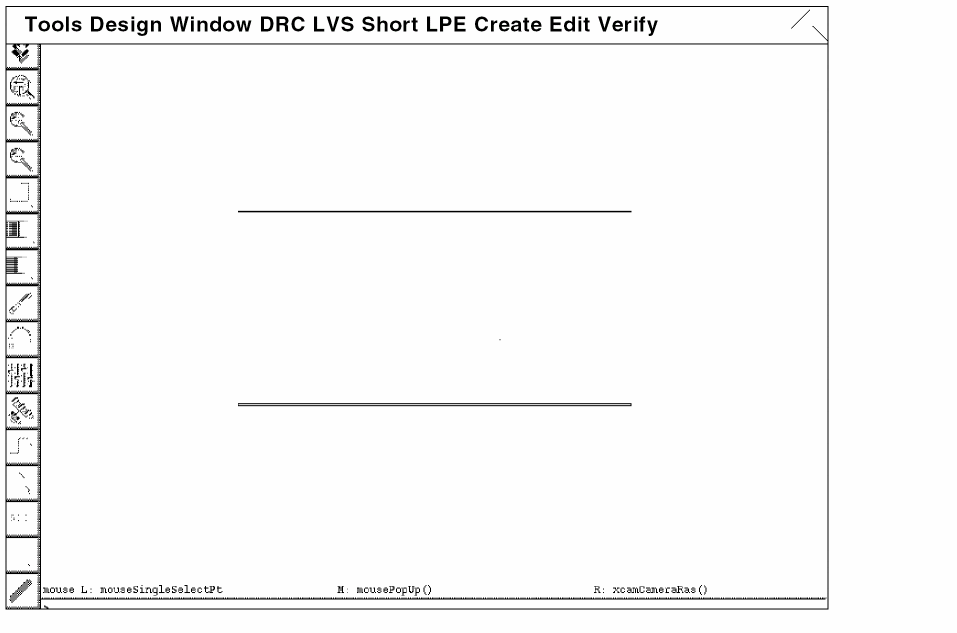 Tools Design Window DRC LVS Short LPE Create Edit Verify
mouse L: mouseSingleSelectPt M: mousePopUp() R: xcamCameraRas()
>